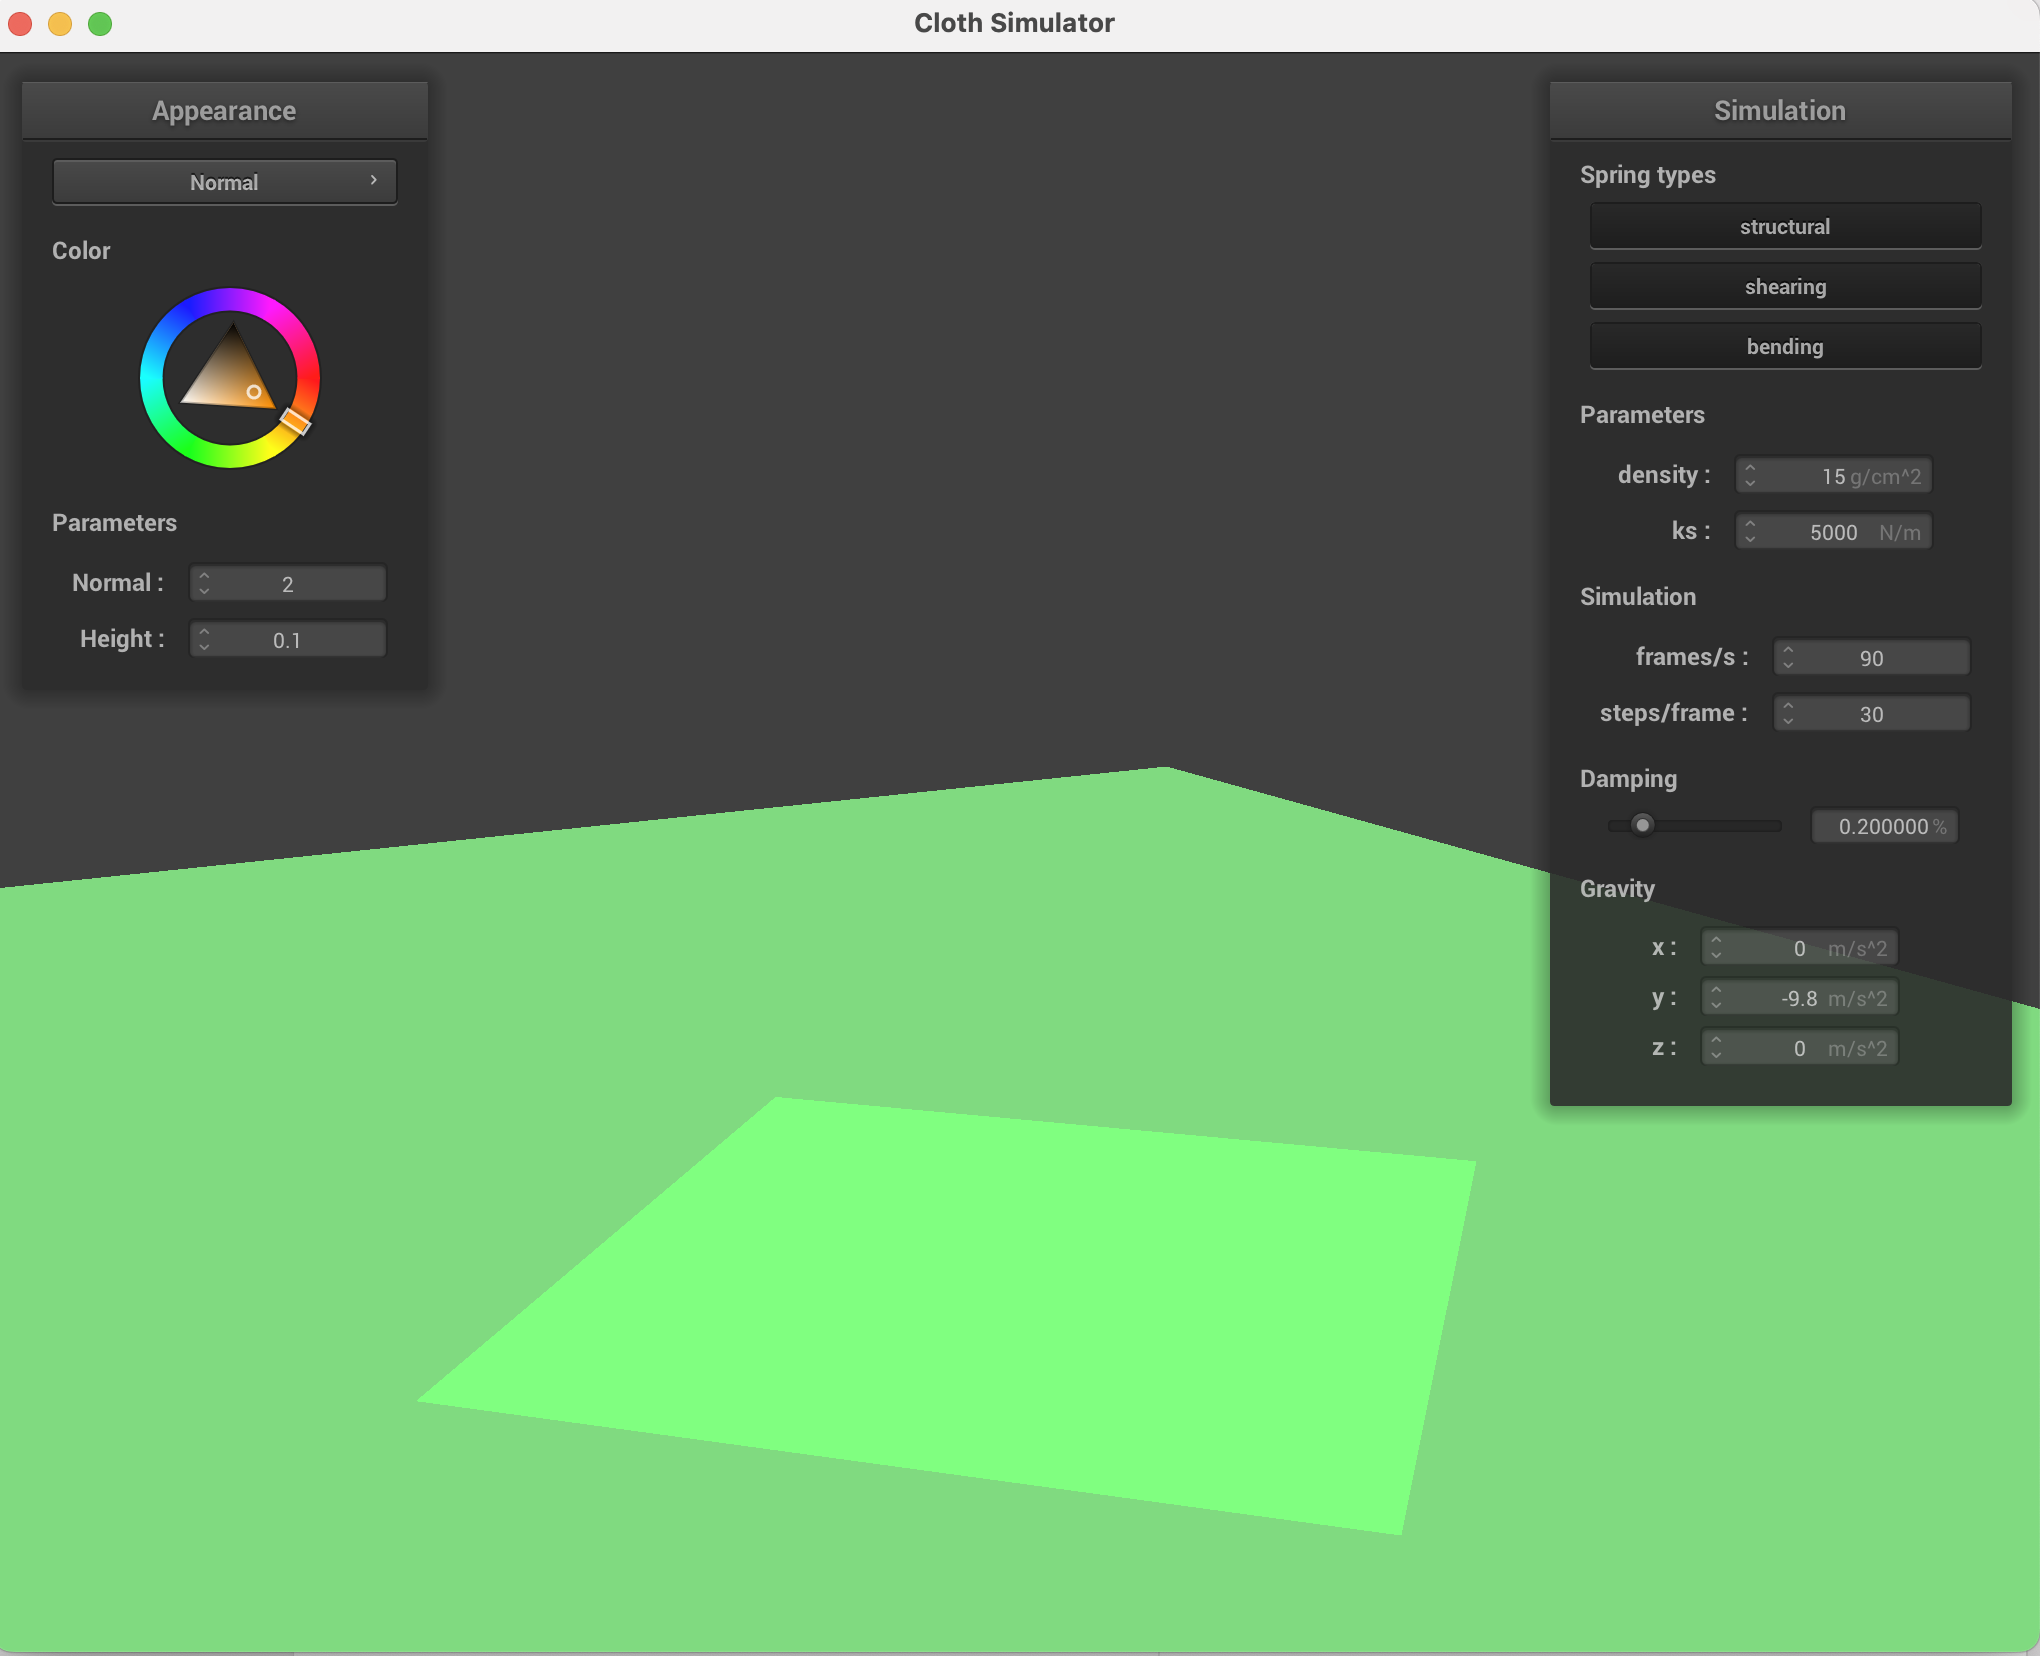 Cloth Simulator
Appearance
Normal
Color
Parameters
Normal : 2
Height : 0.1
Simulation
Spring types
structural
shearing
bending
Parameters
density : 15 g/cm^2
ks : 5000 N/m
Simulation
frames/s : 90
steps/frame : 30
Damping
0.200000 %
Gravity
x : 0 m/s^2
y : -9.8 m/s^2
z : 0 m/s^2